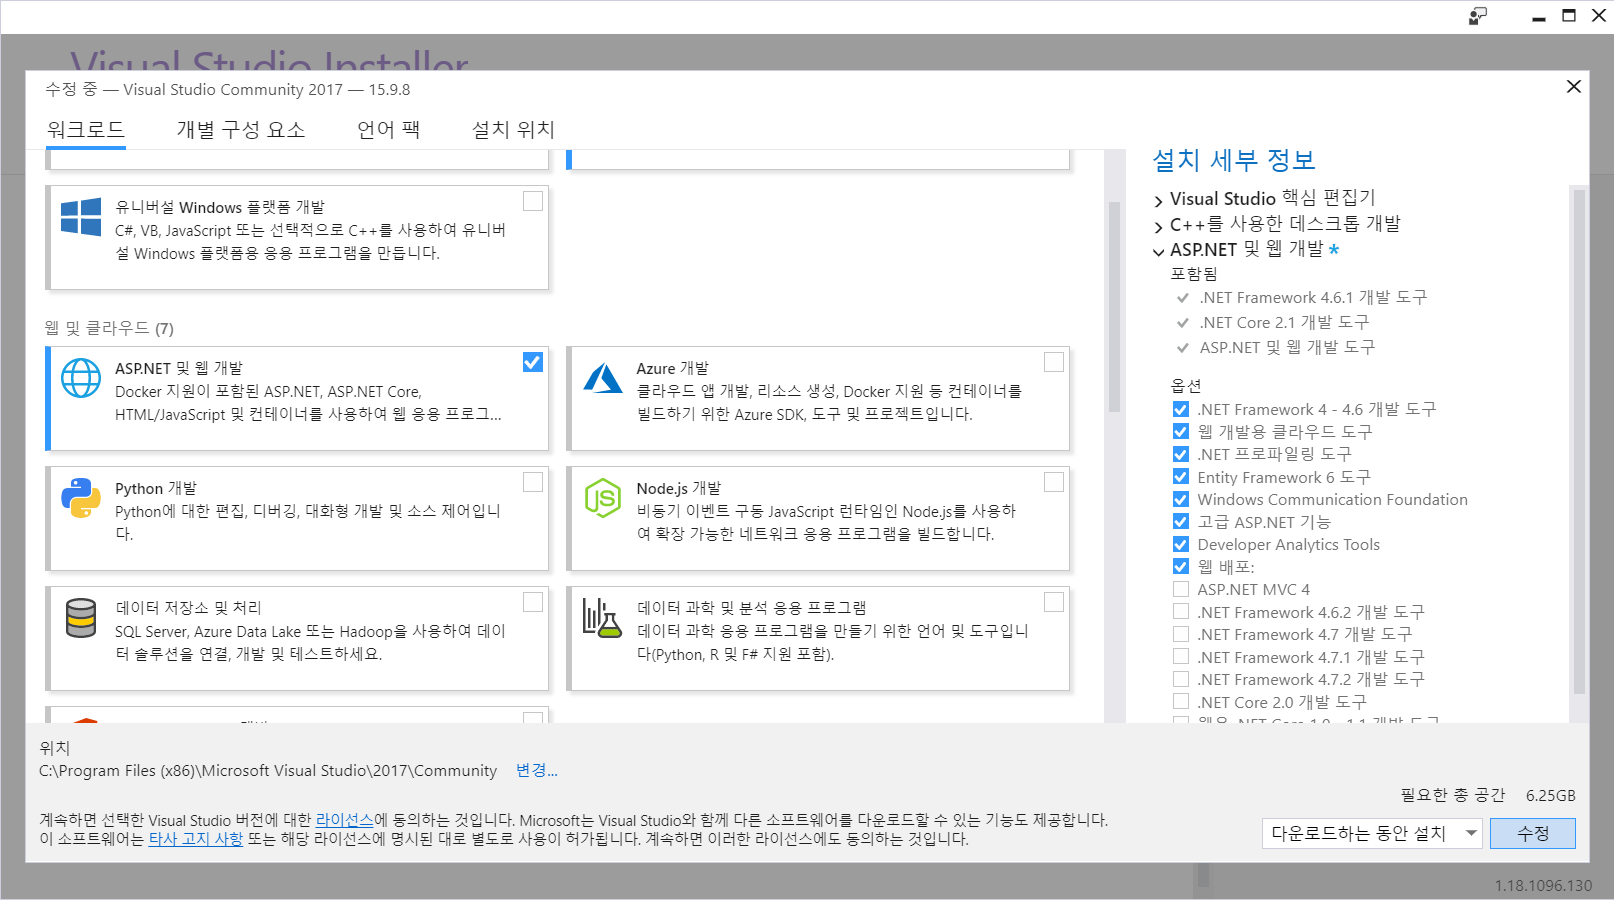 Visual Studio Installer
수정 중 — Visual Studio Community 2017 — 15.9.8
워크로드
개별 구성 요소
언어 팩
설치 위치
유니버설 Windows 플랫폼 개발
C#, VB, JavaScript 또는 선택적으로 C++를 사용하여 유니버
설 Windows 플랫폼용 응용 프로그램을 만듭니다.
웹 및 클라우드 (7)
ASP.NET 및 웹 개발
Docker 지원이 포함된 ASP.NET, ASP.NET Core,
HTML/JavaScript 및 컨테이너를 사용하여 웹 응용 프로그...
Azure 개발
클라우드 앱 개발, 리소스 생성, Docker 지원 등 컨테이너를
빌드하기 위한 Azure SDK, 도구 및 프로젝트입니다.
Python 개발
Python에 대한 편집, 디버깅, 대화형 개발 및 소스 제어입니
다.
Node.js 개발
비동기 이벤트 구동 JavaScript 런타임인 Node.js를 사용하
여 확장 가능한 네트워크 응용 프로그램을 빌드합니다.
데이터 저장소 및 처리
SQL Server, Azure Data Lake 또는 Hadoop을 사용하여 데이
터 솔루션을 연결, 개발 및 테스트하세요.
데이터 과학 및 분석 응용 프로그램
데이터 과학 응용 프로그램을 만들기 위한 언어 및 도구입니
다(Python, R 및 F# 지원 포함).
설치 세부 정보
Visual Studio 핵심 편집기
C++를 사용한 데스크톱 개발
ASP.NET 및 웹 개발 *
포함됨
.NET Framework 4.6.1 개발 도구
.NET Core 2.1 개발 도구
ASP.NET 및 웹 개발 도구
옵션
.NET Framework 4 - 4.6 개발 도구
웹 개발용 클라우드 도구
.NET 프로파일링 도구
Entity Framework 6 도구
Windows Communication Foundation
고급 ASP.NET 기능
Developer Analytics Tools
웹 배포:
ASP.NET MVC 4
.NET Framework 4.6.2 개발 도구
.NET Framework 4.7 개발 도구
.NET Framework 4.7.1 개발 도구
.NET Framework 4.7.2 개발 도구
.NET Core 2.0 개발 도구
위치
C:\Program Files (x86)\Microsoft Visual Studio\2017\Community
변경...
필요한 총 공간 6.25GB
계속하면 선택한 Visual Studio 버전에 대한 라이선스에 동의하는 것입니다. Microsoft는 Visual Studio와 함께 다른 소프트웨어를 다운로드할 수 있는 기능도 제공합니다.
이 소프트웨어는 타사 고지 사항 또는 해당 라이선스에 명시된 대로 별도로 사용이 허가됩니다. 계속하면 이러한 라이선스에도 동의하는 것입니다.
다운로드하는 동안 설치
수정
1.18.1096.130